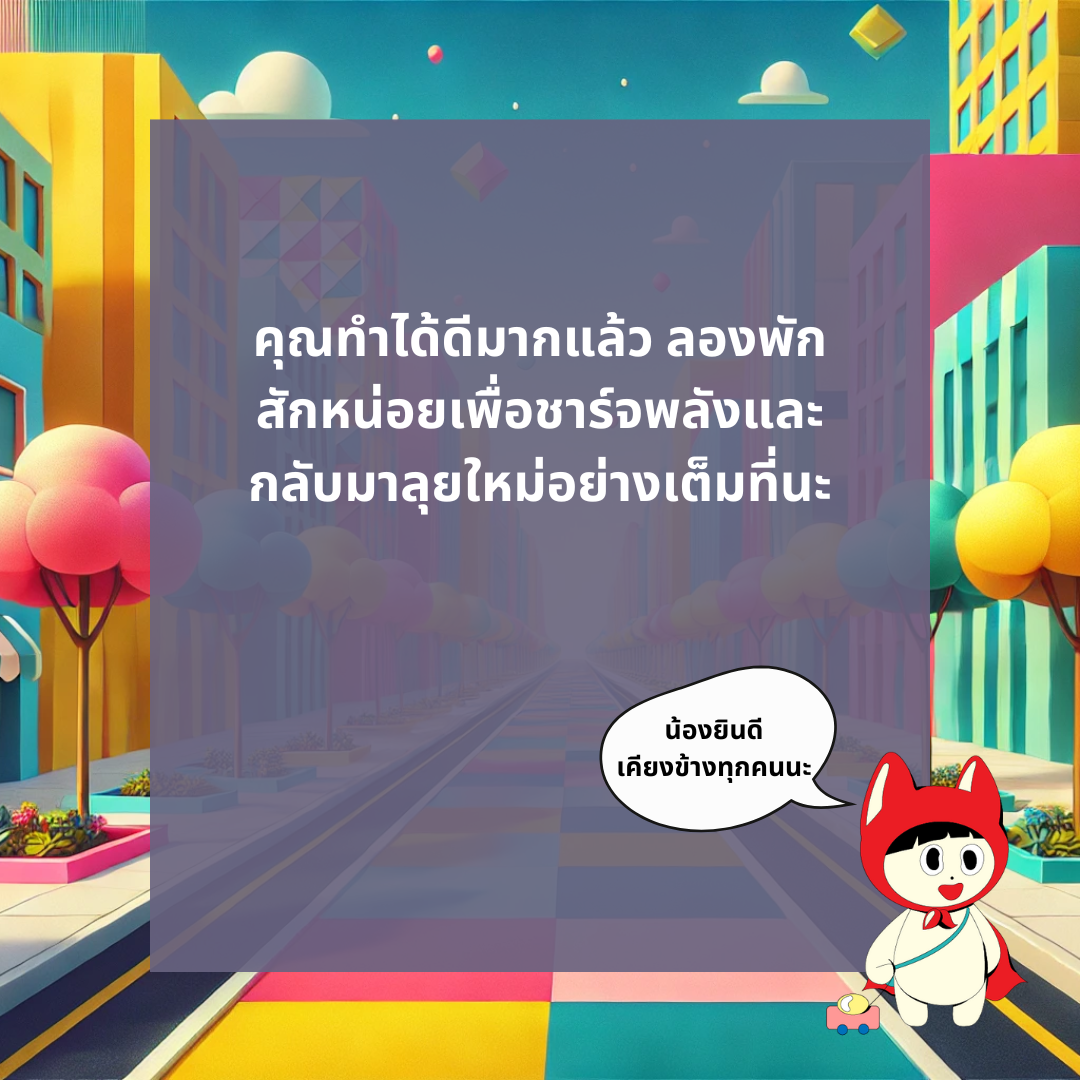 คุณทำได้ดีมากแล้ว ลองพัก
สักหน่อยเพื่อชาร์จพลังและ
กลับมาลุยใหม่อย่างเต็มที่นะ
น้องยินดี
เคียงข้างทุกคนนะ